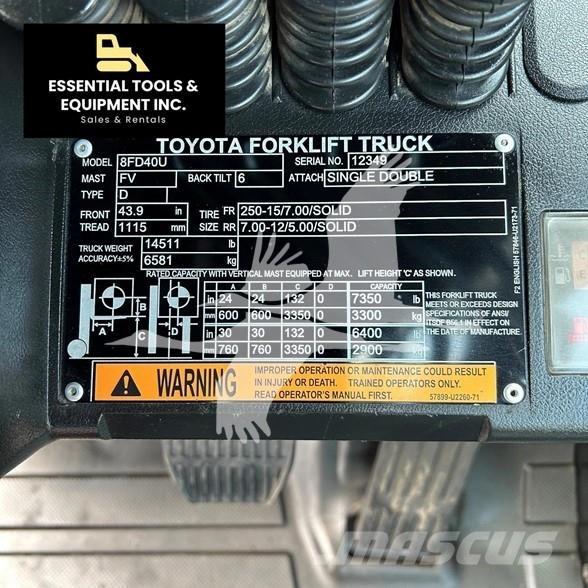 ESSENTIAL TOOLS &
EQUIPMENT INC.
Sales & Rentals
TOYOTA FORKLIFT TRUCK
MODEL 8FD40U SERIAL NO. 12349
MAST FV BACK TILT 6 ATTACH SINGLE DOUBLE
TYPE D
FRONT TREAD 43.9 in TIRE SIZE FR 250-15/7.00/SOLID
1115 mm RR 7.00-12/5.00/SOLID
TRUCK WEIGHT 14511 lb
ACCURACY±5% 6581 kg
RATED CAPACITY WITH VERTICAL MAST EQUIPPED AT MAX. LIFT HEIGHT 'C' AS SHOWN.
A B C D CAPACITY
in 24 24 132 0 7350 lb
mm 600 600 3350 0 3300 kg
in 30 30 132 0 6400 lb
mm 760 760 3350 0 2900 kg
A B C D
THIS FORKLIFT TRUCK
MEETS OR EXCEEDS DESIGN
SPECIFICATIONS OF ANSI/
ITSDF B56.1 IN EFFECT ON
THE DATE OF MANUFACTURE.
F2 ENGLISH 57846-U2173-71
WARNING
IMPROPER OPERATION OR MAINTENANCE COULD RESULT
IN INJURY OR DEATH. TRAINED OPERATORS ONLY.
READ OPERATOR'S MANUAL FIRST. 57899-U2260-71
E
MASCUS